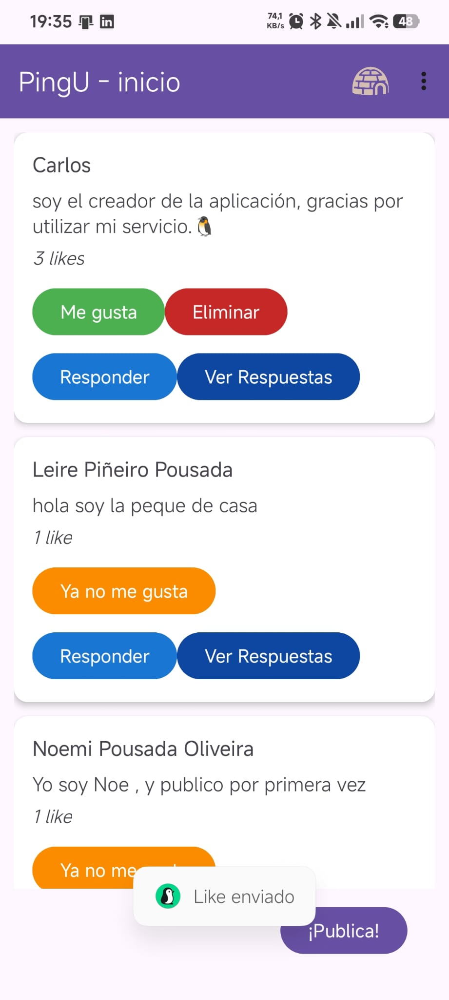 19:35
74,1
KB/s
48
PingU - inicio
Carlos
soy el creador de la aplicación, gracias por
utilizar mi servicio.🐧
3 likes
Me gusta Eliminar
Responder Ver Respuestas
Leire Piñeiro Pousada
hola soy la peque de casa
1 like
Ya no me gusta
Responder Ver Respuestas
Noemi Pousada Oliveira
Yo soy Noe , y publico por primera vez
1 like
Ya no me
Like enviado
¡Publica!